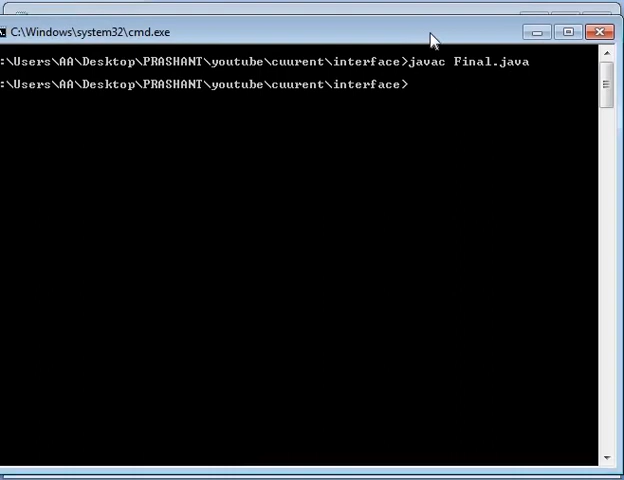 C:\Windows\system32\cmd.exe
:\Users\AA\Desktop\PRASHANT\youtube\cuurent\interface>javac Final.java
:\Users\AA\Desktop\PRASHANT\youtube\cuurent\interface>